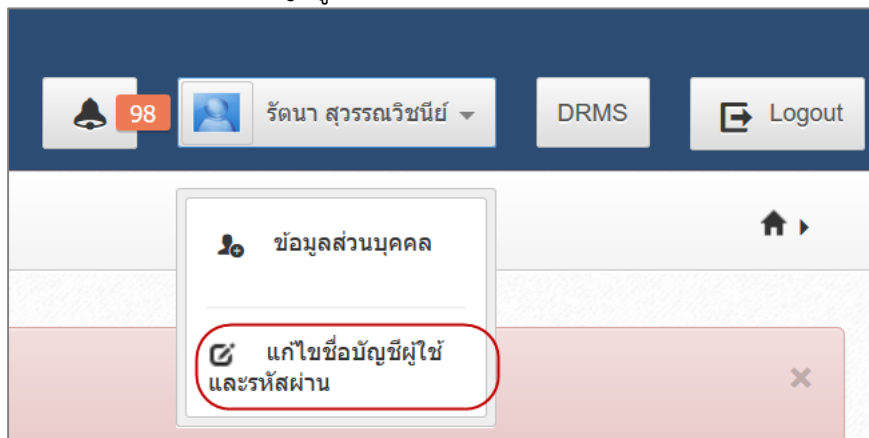 98
รัตนา สุวรรณวิชนีย์
DRMS
Logout
ข้อมูลส่วนบุคคล
แก้ไขชื่อบัญชีผู้ใช้
และรหัสผ่าน